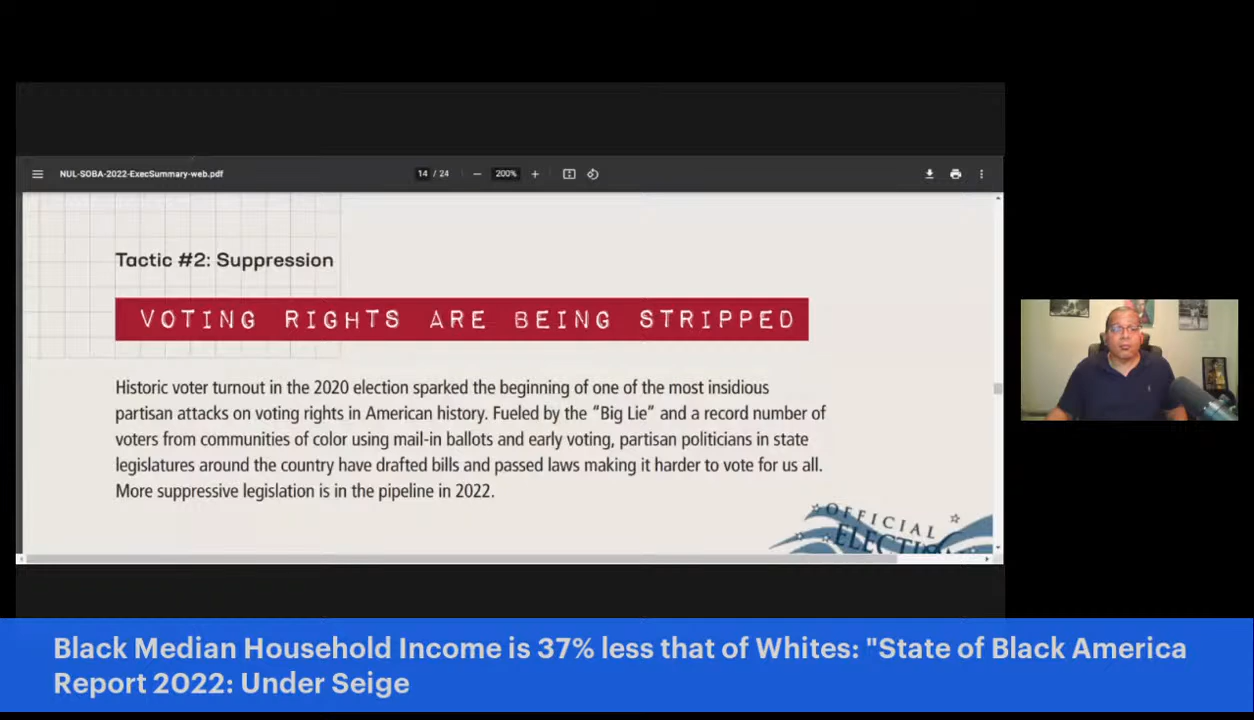 NUL-SOBA-2022-ExecSummary-web.pdf
14 / 24
200%
Tactic #2: Suppression
VOTING RIGHTS ARE BEING STRIPPED
Historic voter turnout in the 2020 election sparked the beginning of one of the most insidious
partisan attacks on voting rights in American history. Fueled by the “Big Lie” and a record number of
voters from communities of color using mail-in ballots and early voting, partisan politicians in state
legislatures around the country have drafted bills and passed laws making it harder to vote for us all.
More suppressive legislation is in the pipeline in 2022.
OFFICIAL
Black Median Household Income is 37% less that of Whites: "State of Black America
Report 2022: Under Seige